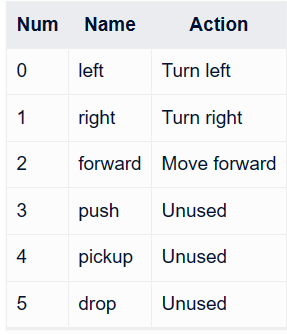 Num Name Action
0 left Turn left
1 right Turn right
2 forward Move forward
3 push Unused
4 pickup Unused
5 drop Unused